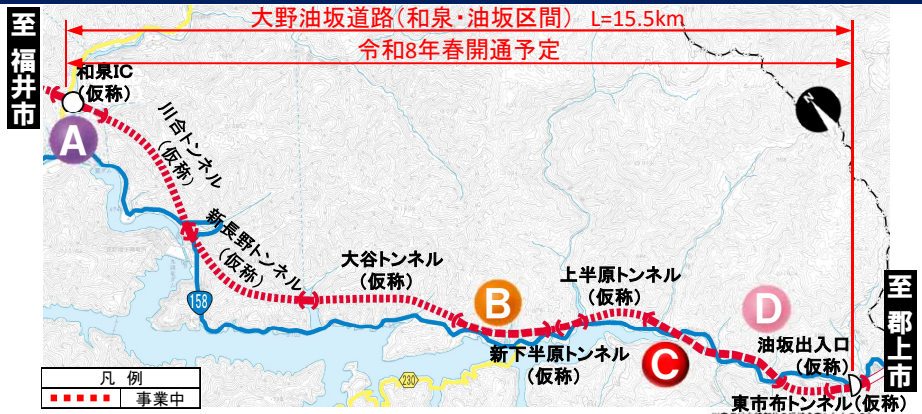 大野油坂道路(和泉・油坂区間) L=15.5km
令和8年春開通予定
至 福井市
和泉IC
(仮称)
A
川合トンネル
(仮称)
新長野トンネル
(仮称)
158
大谷トンネル
(仮称)
B
上半原トンネル
(仮称)
新下半原トンネル
(仮称)
C
D
油坂出入口
(仮称)
東市布トンネル(仮称)
至 郡上市
230
N
凡 例
事業中